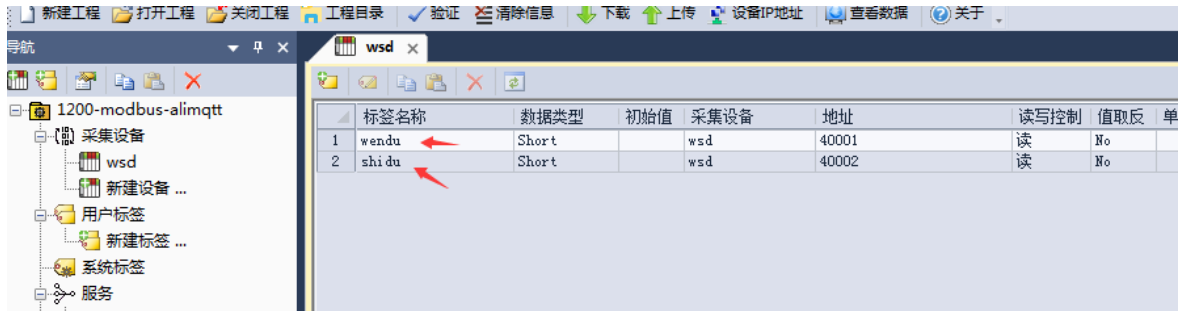 新建工程 打开工程 关闭工程 工程目录 验证 清除信息 下载 上传 设备IP地址 查看数据 关于
导航
wsd
1200-modbus-alimqtt
采集设备
wsd
新建设备 ...
用户标签
新建标签 ...
系统标签
服务
标签名称 数据类型 初始值 采集设备 地址 读写控制 值取反 单
1 wendu Short wsd 40001 读 No
2 shidu Short wsd 40002 读 No